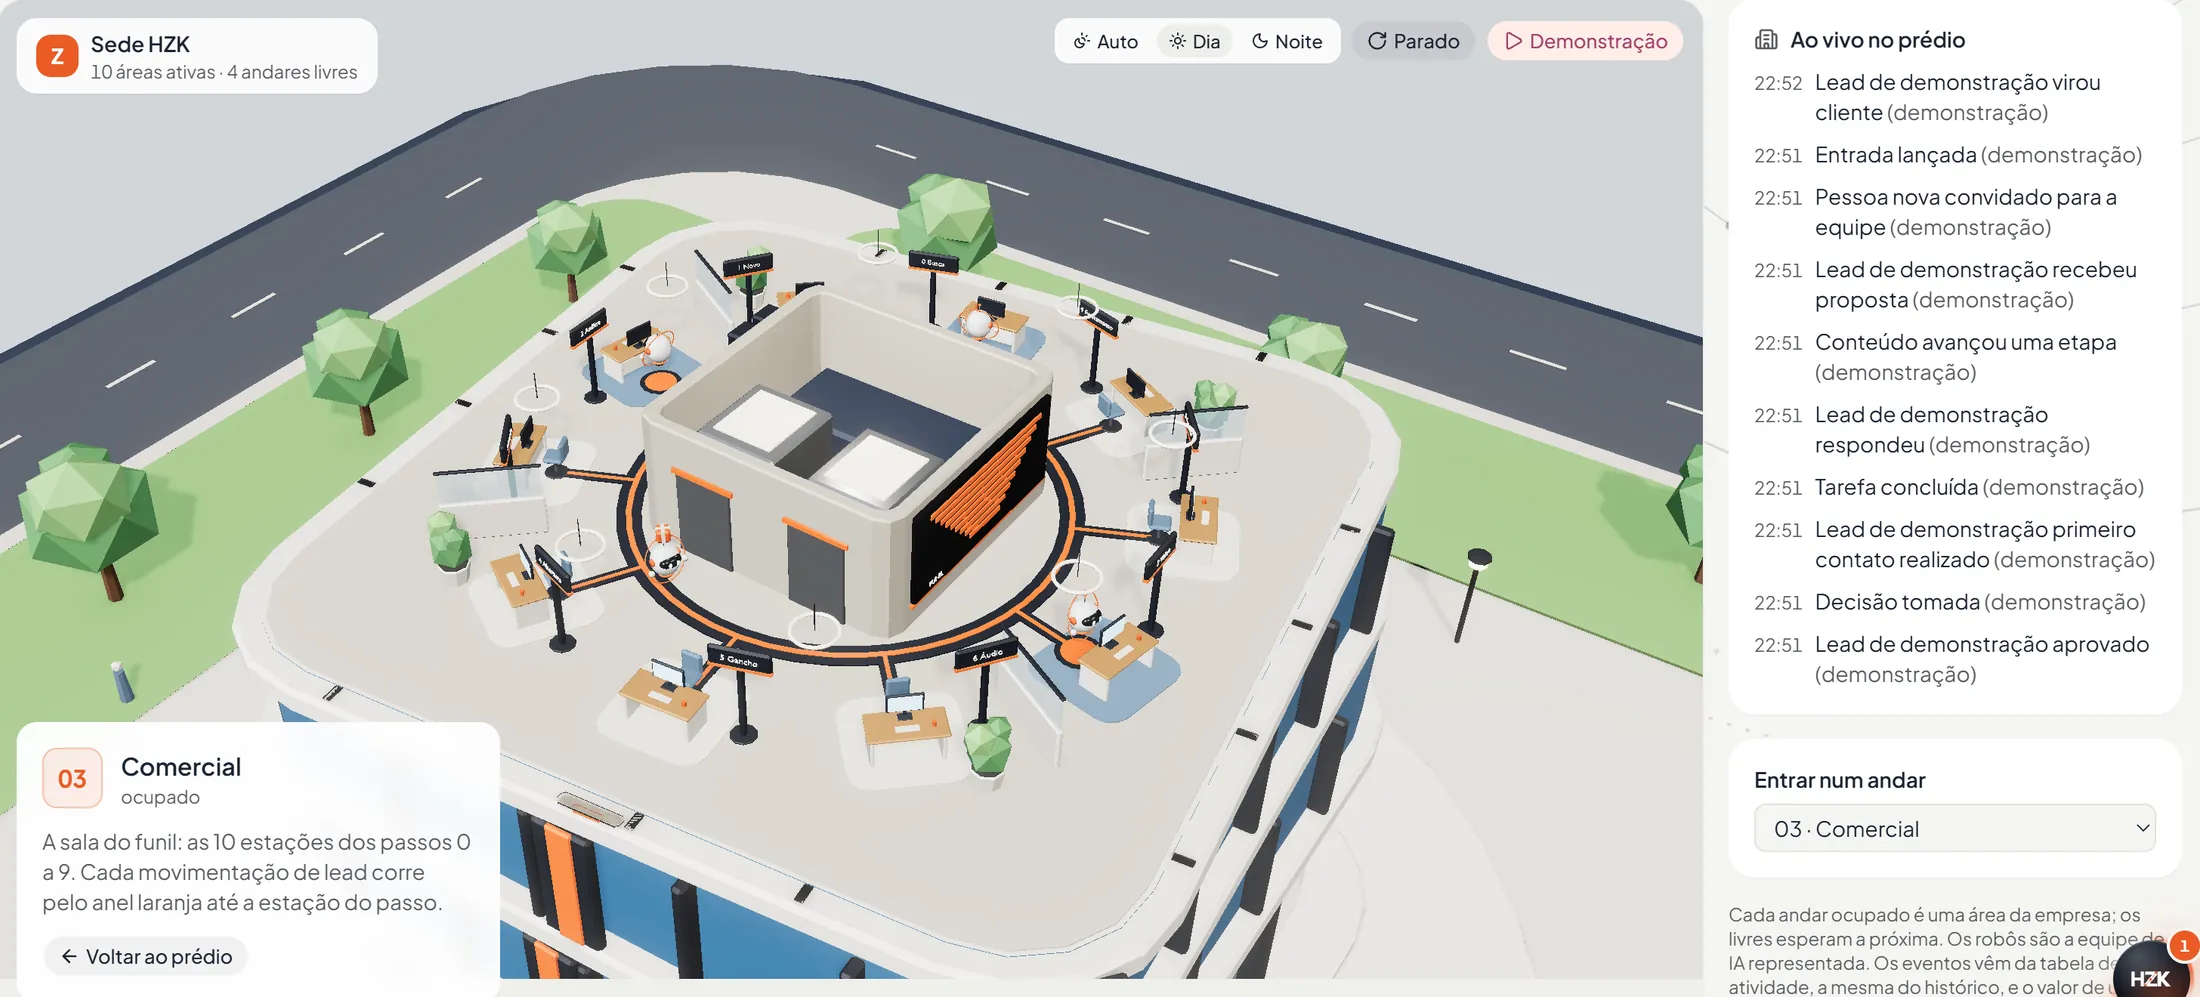 Z
Sede HZK
10 áreas ativas · 4 andares livres
Auto
Dia
Noite
Parado
Demonstração
1 Novo
0 Busca
5 Gancho
6 Áudio
03
Comercial
ocupado
A sala do funil: as 10 estações dos passos 0
a 9. Cada movimentação de lead corre
pelo anel laranja até a estação do passo.
← Voltar ao prédio
Ao vivo no prédio
22:52 Lead de demonstração virou
cliente (demonstração)
22:51 Entrada lançada (demonstração)
22:51 Pessoa nova convidado para a
equipe (demonstração)
22:51 Lead de demonstração recebeu
proposta (demonstração)
22:51 Conteúdo avançou uma etapa
(demonstração)
22:51 Lead de demonstração
respondeu (demonstração)
22:51 Tarefa concluída (demonstração)
22:51 Lead de demonstração primeiro
contato realizado (demonstração)
22:51 Decisão tomada (demonstração)
22:51 Lead de demonstração aprovado
(demonstração)
Entrar num andar
03 · Comercial
Cada andar ocupado é uma área da empresa; os
livres esperam a próxima. Os robôs são a equipe de
IA representada. Os eventos vêm da tabela de
atividade, a mesma do histórico, e o valor de
1
HZK